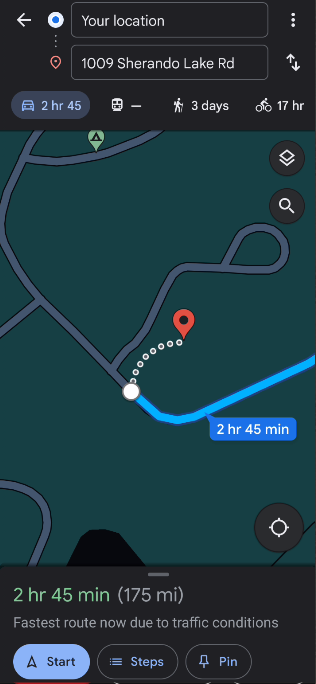 Your location
1009 Sherando Lake Rd
2 hr 45
—
3 days
17 hr
2 hr 45 min
2 hr 45 min (175 mi)
Fastest route now due to traffic conditions
Start
Steps
Pin